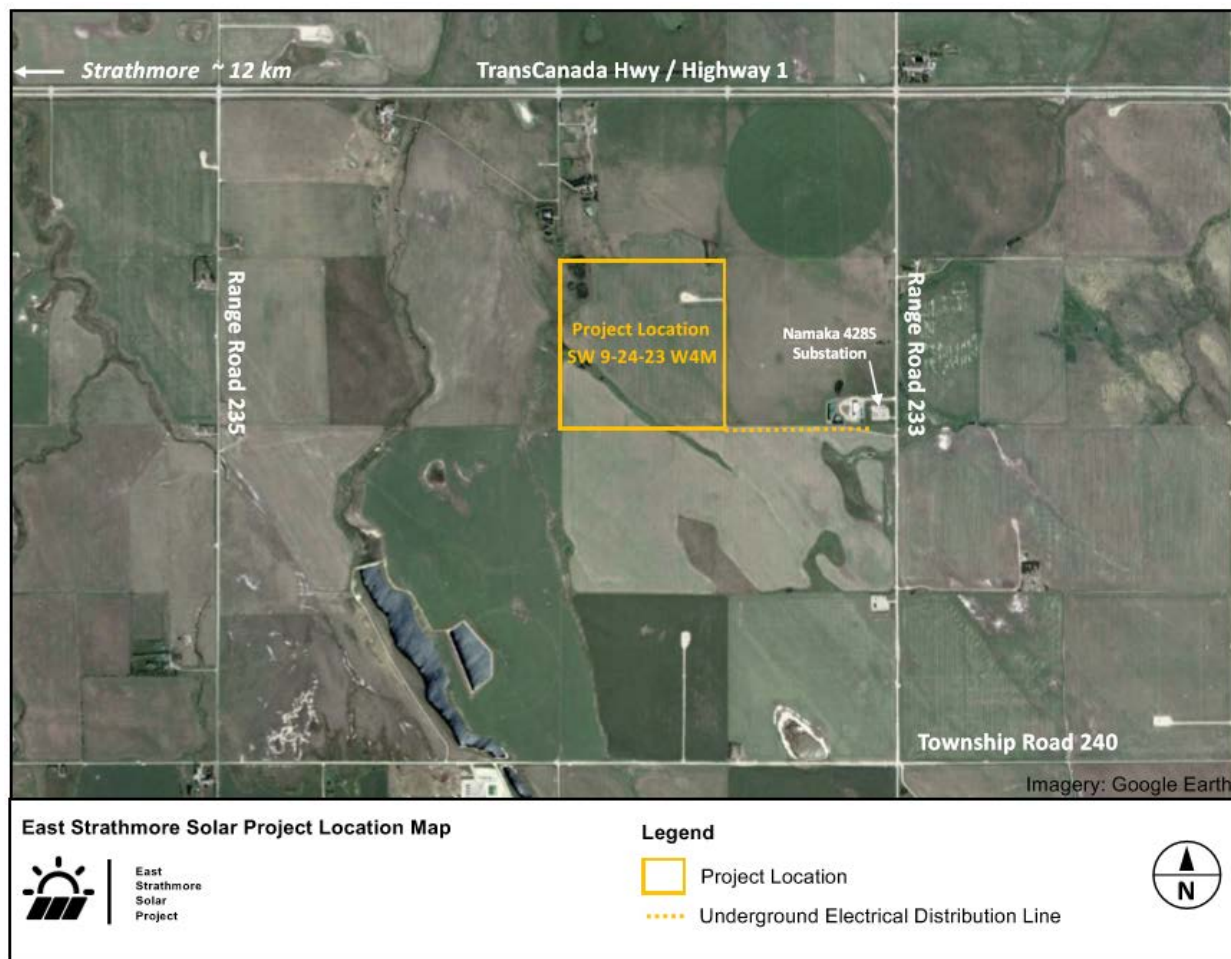 Strathmore ~ 12 km
TransCanada Hwy / Highway 1
Range Road 235
Project Location
SW 9-24-23 W4M
Namaka 428S
Substation
Range Road 233
Township Road 240
Imagery: Google Earth
East Strathmore Solar Project Location Map
East
Strathmore
Solar
Project
Legend
Project Location
Underground Electrical Distribution Line
N